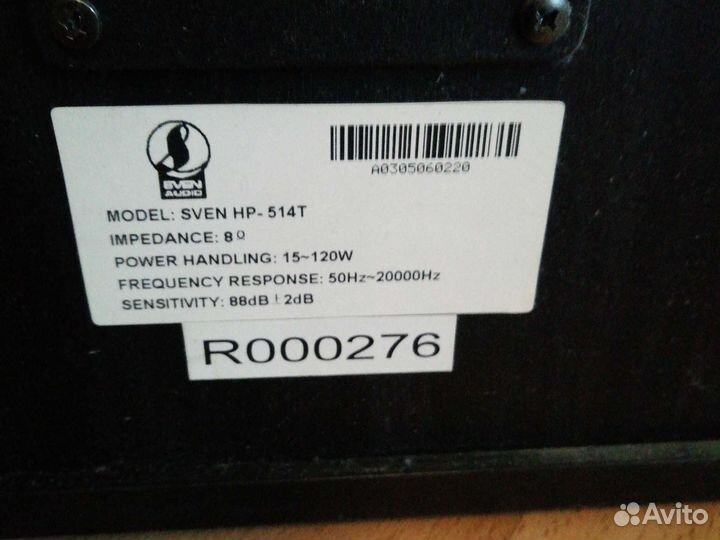 SVEN
AUDIO
A0305060220
MODEL: SVEN HP- 514T
IMPEDANCE: 8Ω
POWER HANDLING: 15~120W
FREQUENCY RESPONSE: 50Hz~20000Hz
SENSITIVITY: 88dB ± 2dB
R000276
Avito